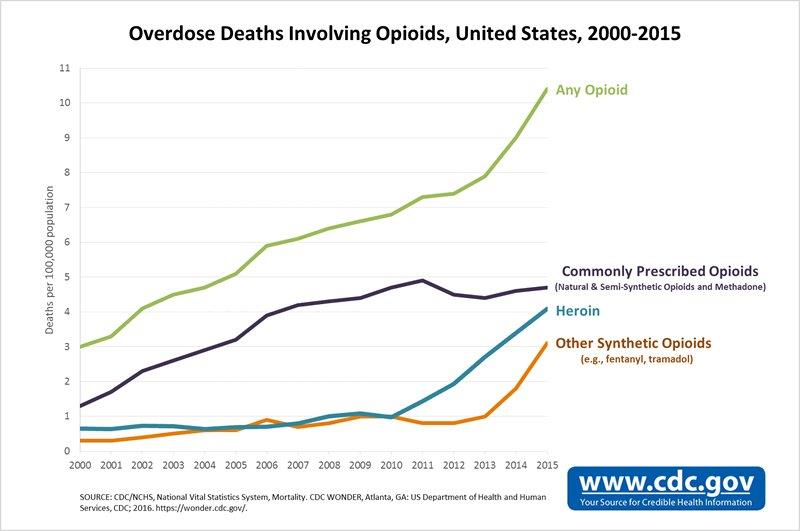 Overdose Deaths Involving Opioids, United States, 2000-2015
Deaths per 100,000 population
11
10
9
8
7
6
5
4
3
2
1
0
2000 2001 2002 2003 2004 2005 2006 2007 2008 2009 2010 2011 2012 2013 2014 2015
Any Opioid
Commonly Prescribed Opioids
(Natural & Semi-Synthetic Opioids and Methadone)
Heroin
Other Synthetic Opioids
(e.g., fentanyl, tramadol)
SOURCE: CDC/NCHS, National Vital Statistics System, Mortality. CDC WONDER, Atlanta, GA: US Department of Health and Human
Services, CDC; 2016. https://wonder.cdc.gov/.
www.cdc.gov
Your Source for Credible Health Information